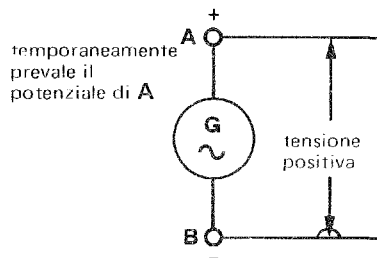 +
temporaneamente
prevale il
potenziale di A
A
G
~
tensione
positiva
B
-